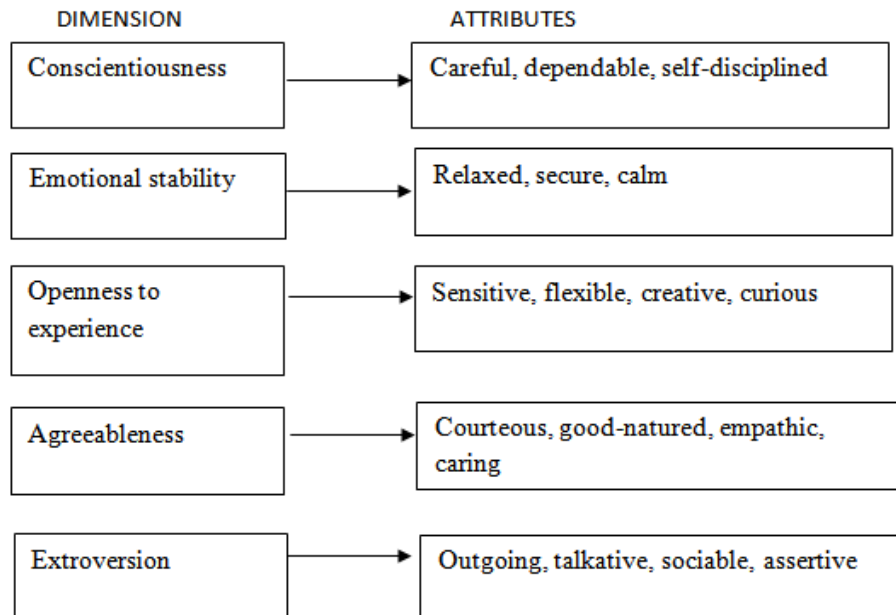 DIMENSION ATTRIBUTES
Conscientiousness Careful, dependable, self-disciplined
Emotional stability Relaxed, secure, calm
Openness to Sensitive, flexible, creative, curious
experience
Agreeableness Courteous, good-natured, empathic,
caring
Extroversion Outgoing, talkative, sociable, assertive